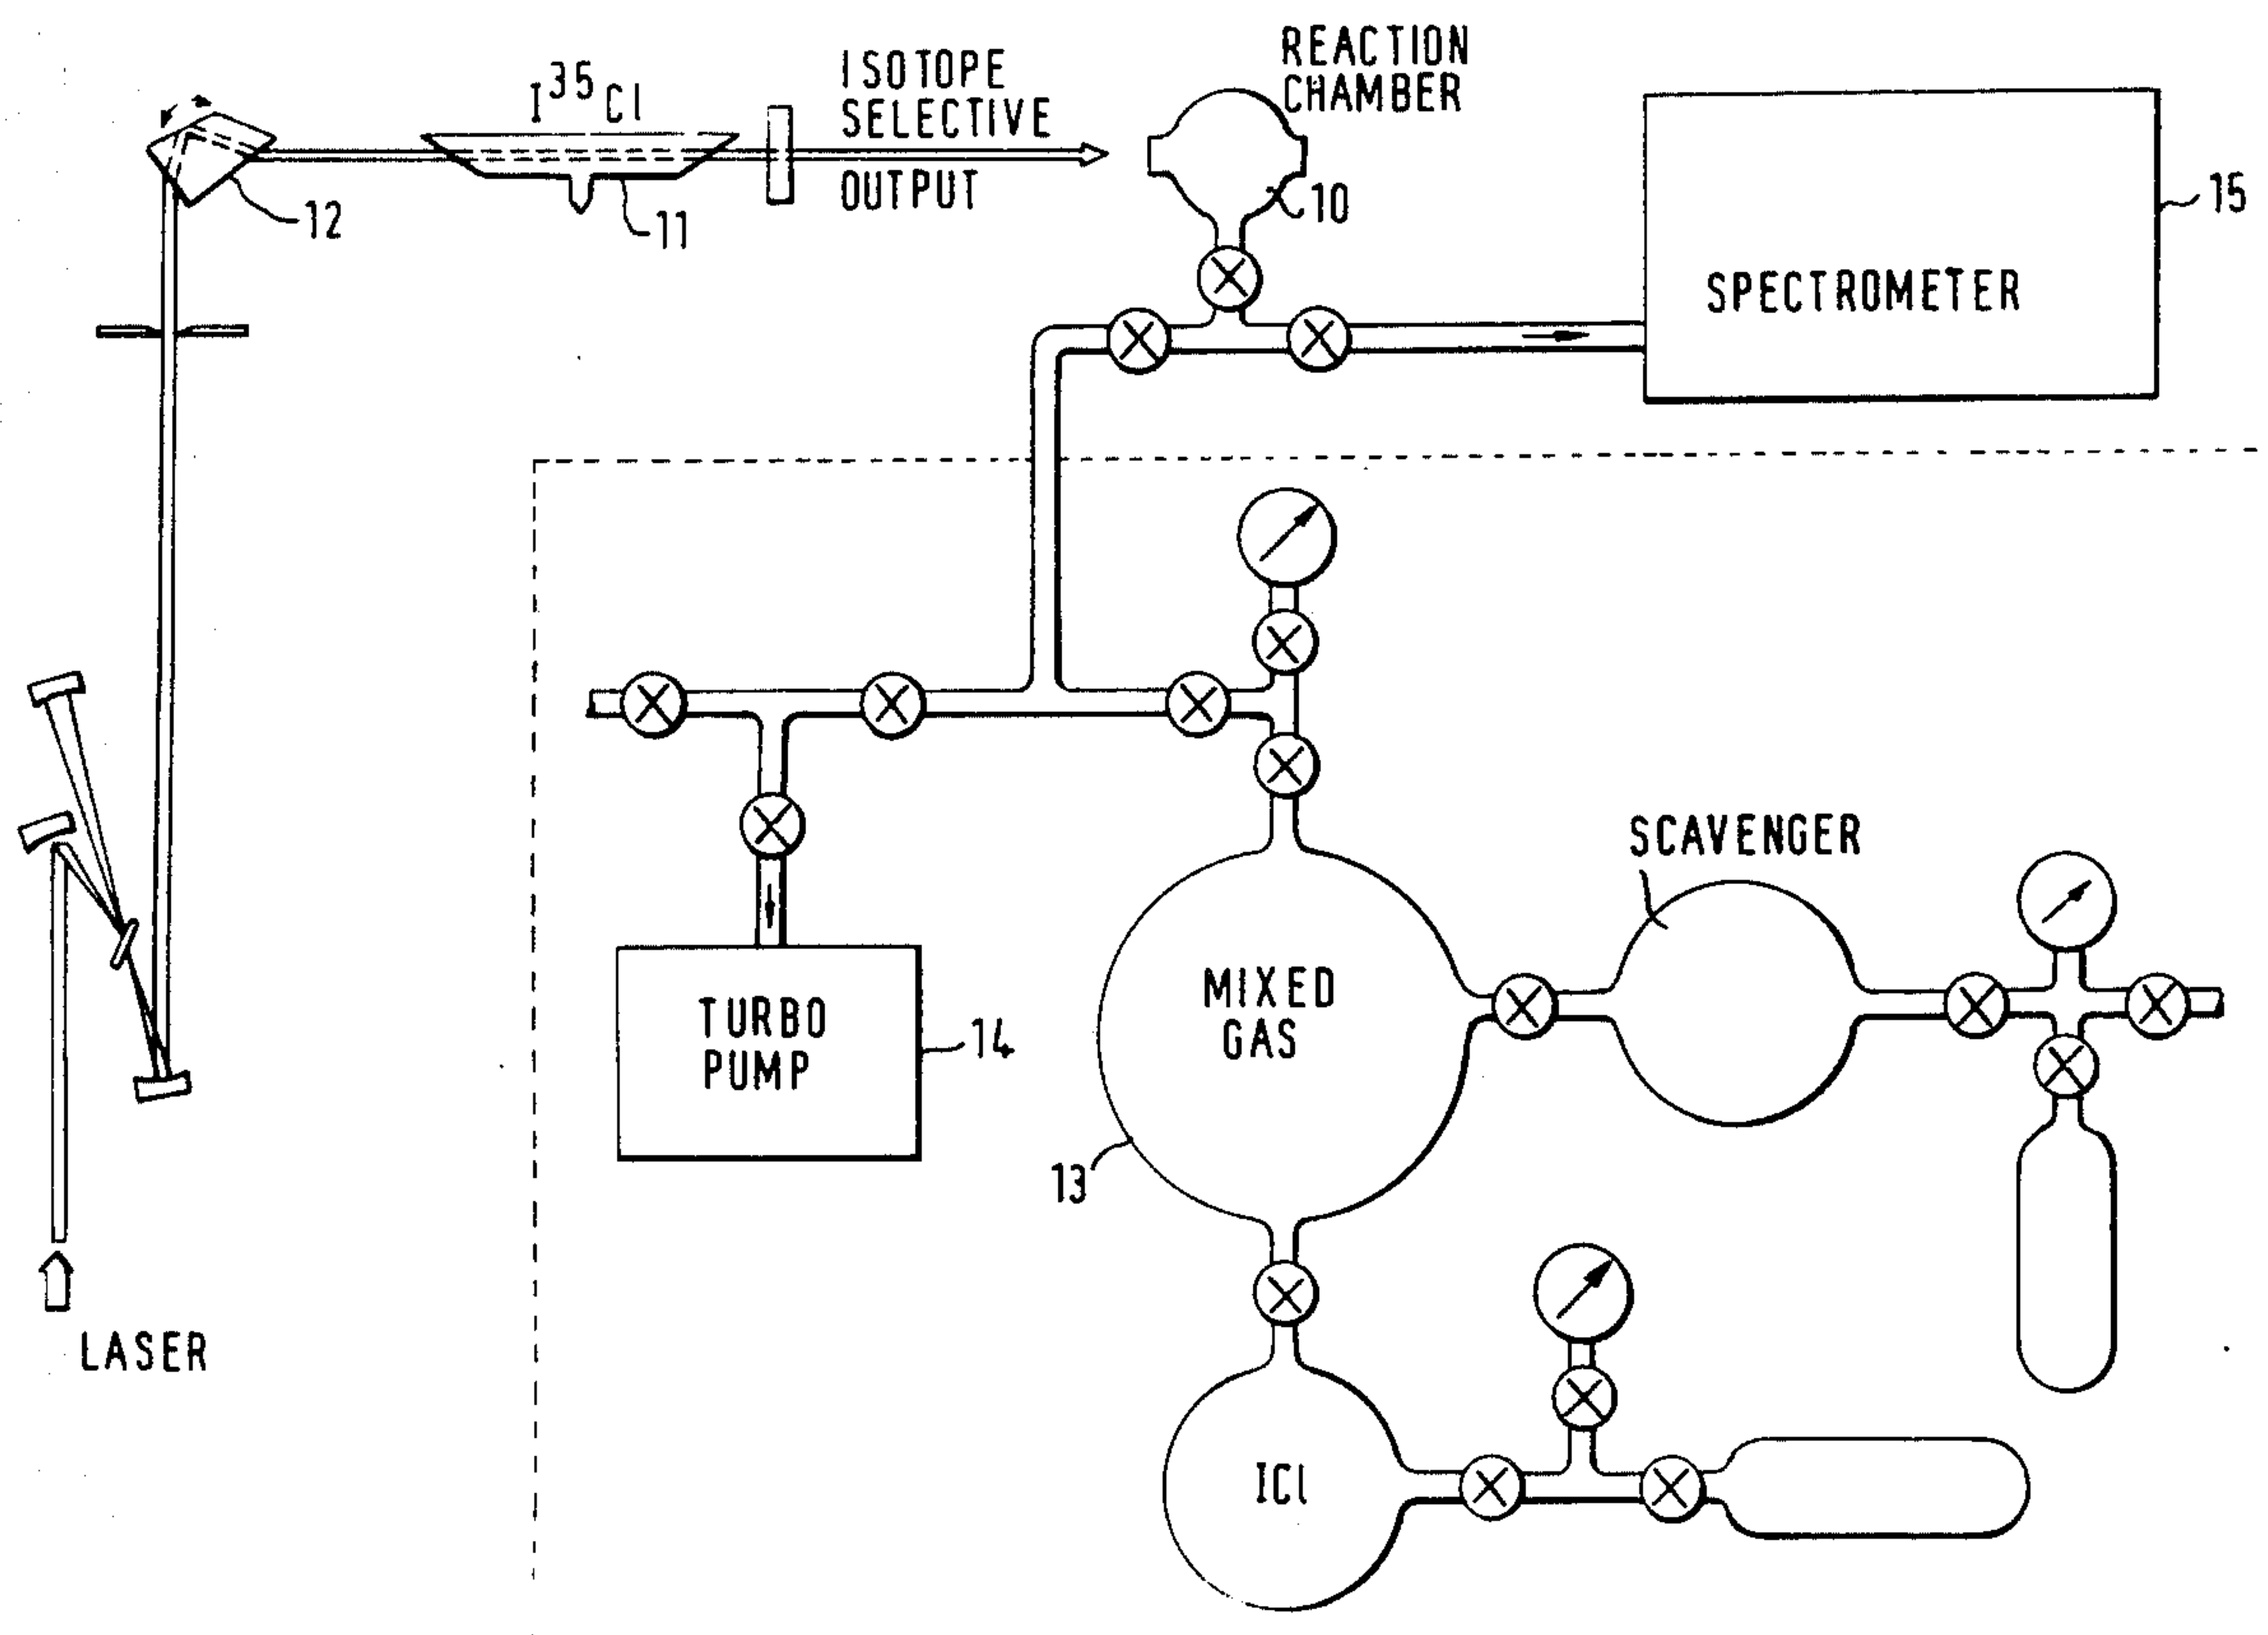 I³⁵Cl
ISOTOPE
SELECTIVE
OUTPUT
REACTION
CHAMBER
10
12
11
15
SPECTROMETER
SCAVENGER
MIXED
GAS
TURBO
PUMP
14
13
LASER
ICl